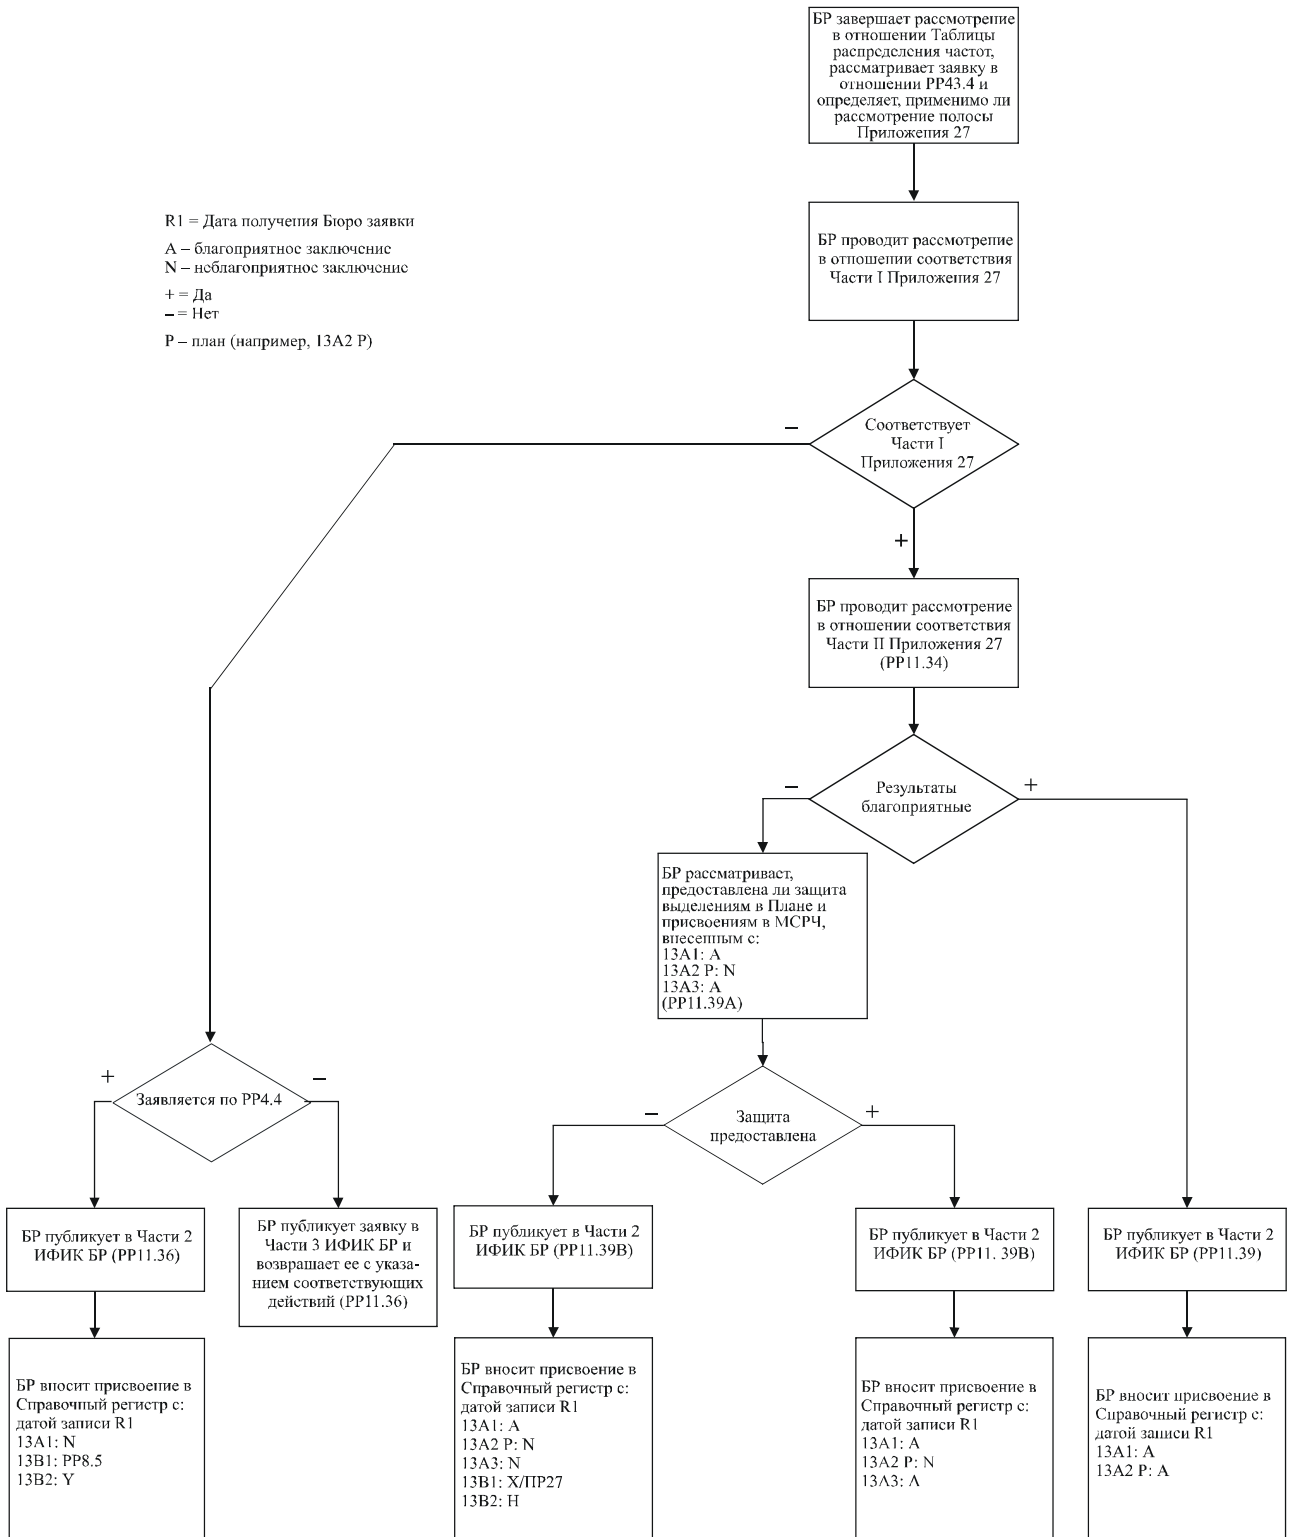 БР завершает рассмотрение
в отношении Таблицы
распределения частот,
рассматривает заявку в
отношении РР43.4 и
определяет, применимо ли
рассмотрение полосы
Приложения 27
R1 = Дата получения Бюро заявки
A – благоприятное заключение
N – неблагоприятное заключение
+ = Да
– = Нет
P – план (например, 13A2 P)
БР проводит рассмотрение
в отношении соответствия
Части I Приложения 27
–
Соответствует
Части I
Приложения 27
+
БР проводит рассмотрение
в отношении соответствия
Части II Приложения 27
(РР11.34)
–
Результаты
благоприятные
+
БР рассматривает,
предоставлена ли защита
выделениям в Плане и
присвоениям в МСРЧ,
внесенным с:
13A1: A
13A2 P: N
13A3: A
(РР11.39A)
+
Заявляется по РР4.4
–
–
Защита
предоставлена
+
БР публикует в Части 2
ИФИК БР (РР11.36)
БР публикует заявку в
Части 3 ИФИК БР и
возвращает ее с указа-
нием соответствующих
действий (РР11.36)
БР публикует в Части 2
ИФИК БР (РР11.39B)
БР публикует в Части 2
ИФИК БР (РР11. 39B)
БР публикует в Части 2
ИФИК БР (РР11.39)
БР вносит присвоение в
Справочный регистр с:
датой записи R1
13A1: N
13B1: РР8.5
13B2: Y
БР вносит присвоение в
Справочный регистр с:
датой записи R1
13A1: A
13A2 P: N
13A3: N
13B1: X/ПР27
13B2: H
БР вносит присвоение в
Справочный регистр с:
датой записи R1
13A1: A
13A2 P: N
13A3: A
БР вносит присвоение в
Справочный регистр с:
датой записи R1
13A1: A
13A2 P: A